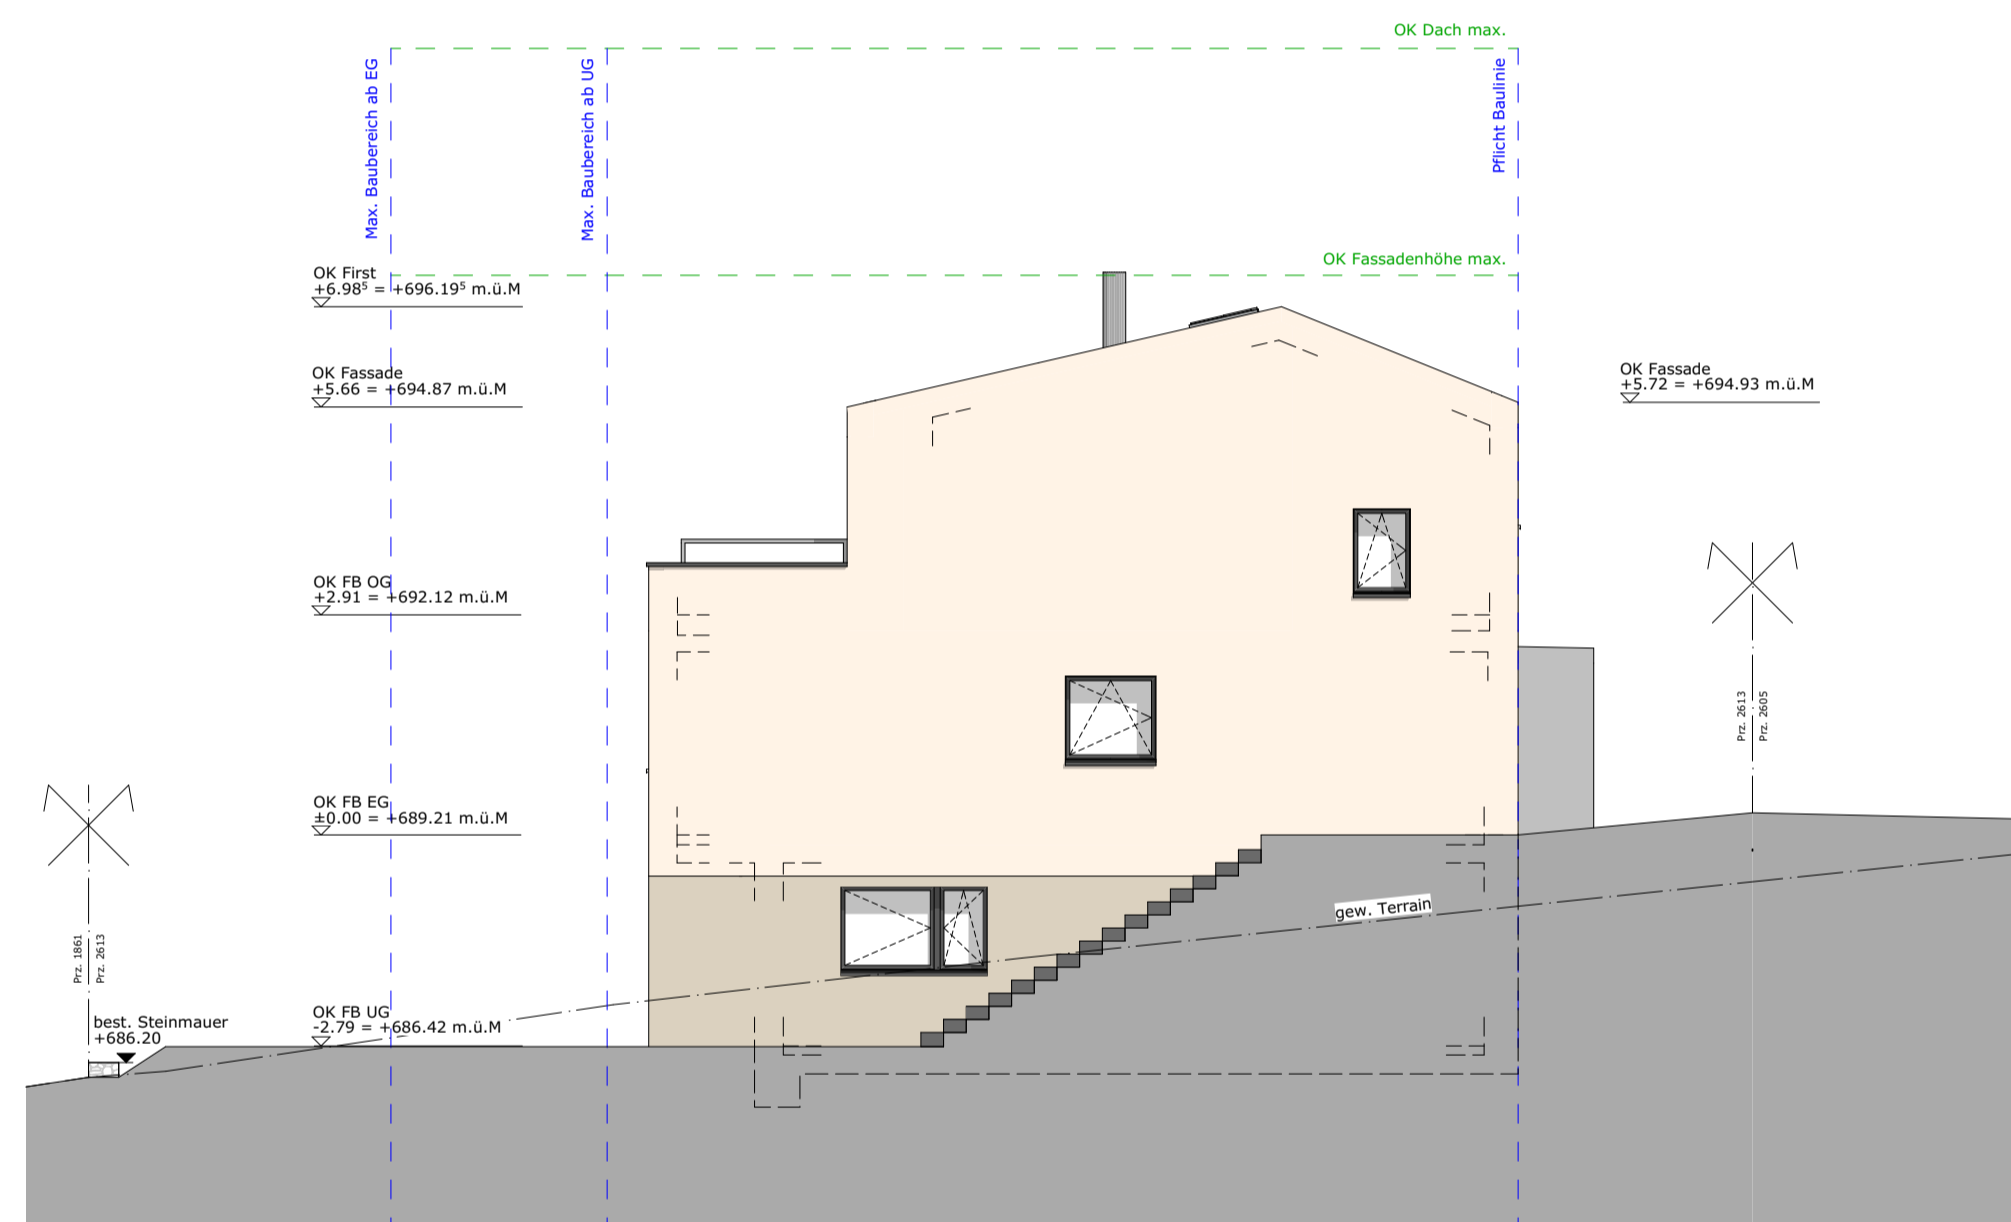 OK Dach max.
Max. Baubereich ab EG
Max. Baubereich ab UG
Pflicht Baulinie
OK Fassadenhöhe max.
OK First
+6.98⁵ = +696.19⁵ m.ü.M
OK Fassade
+5.66 = +694.87 m.ü.M
OK Fassade
+5.72 = +694.93 m.ü.M
OK FB OG
+2.91 = +692.12 m.ü.M
Prz. 2613
Prz. 2605
OK FB EG
±0.00 = +689.21 m.ü.M
gew. Terrain
Prz. 1861
Prz. 2613
best. Steinmauer
+686.20
OK FB UG
-2.79 = +686.42 m.ü.M